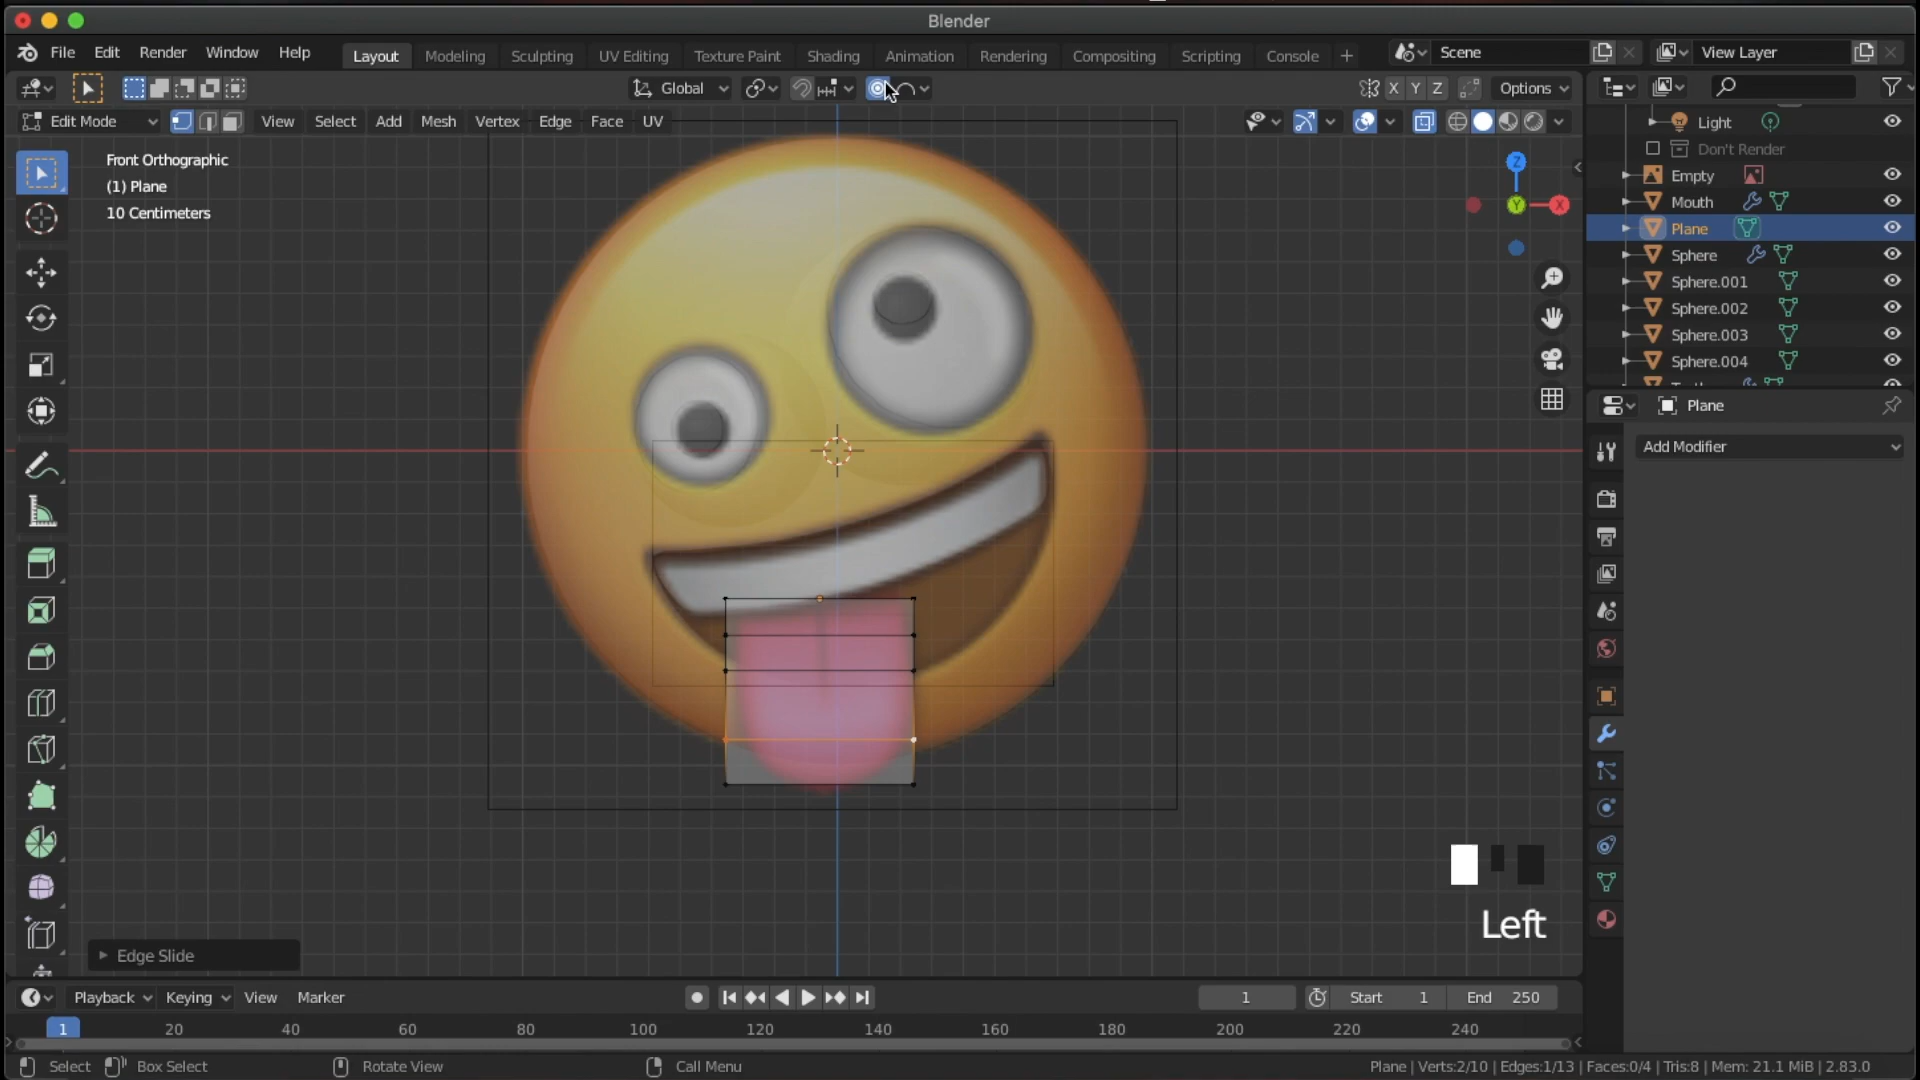 Blender
File Edit Render Window Help Layout Modeling Sculpting UV Editing Texture Paint Shading Animation Rendering Compositing Scripting Console + Scene View Layer
Global X Y Z Options
Edit Mode View Select Add Mesh Vertex Edge Face UV
Front Orthographic
(1) Plane
10 Centimeters
Z
Y
X
Light
Don't Render
Empty
Mouth
Plane
Sphere
Sphere.001
Sphere.002
Sphere.003
Sphere.004
Plane
Add Modifier
Left
Edge Slide
Playback Keying View Marker 1 Start 1 End 250
1 20 40 60 80 100 120 140 160 180 200 220 240
Select Box Select Rotate View Call Menu Plane | Verts:2/10 | Edges:1/13 | Faces:0/4 | Tris:8 | Mem: 21.1 MiB | 2.83.0